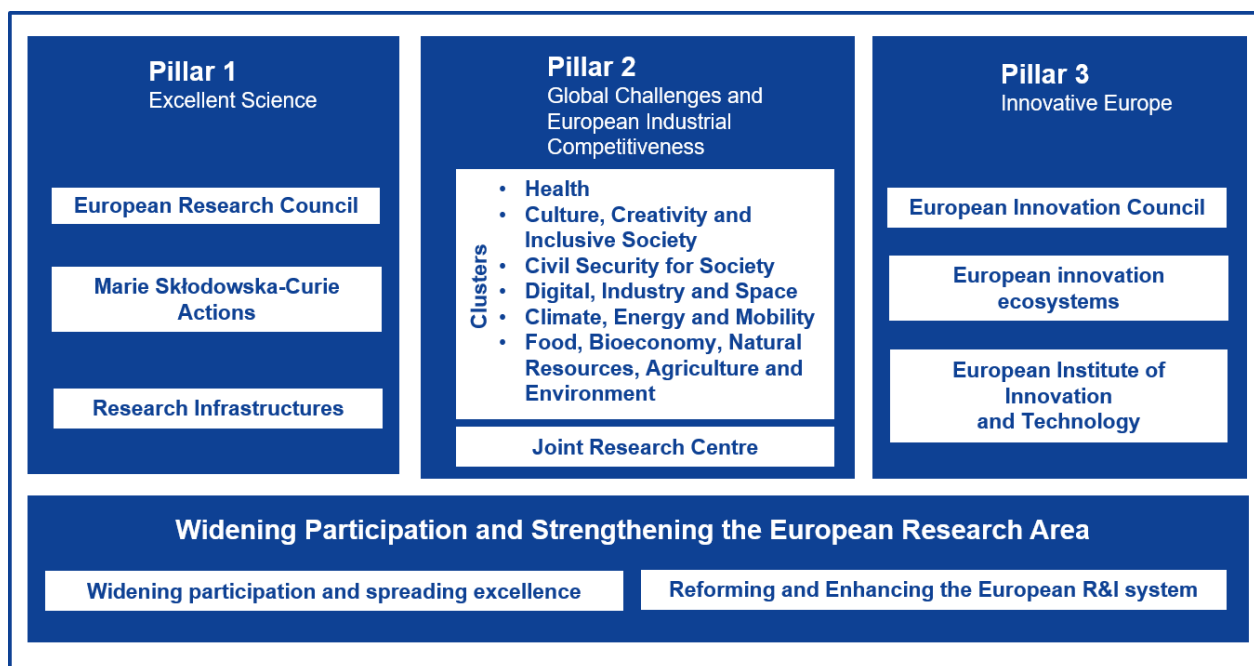 Pillar 1
Excellent Science
European Research Council
Marie Skłodowska-Curie
Actions
Research Infrastructures
Pillar 2
Global Challenges and
European Industrial
Competitiveness
Clusters
• Health
• Culture, Creativity and
Inclusive Society
• Civil Security for Society
• Digital, Industry and Space
• Climate, Energy and Mobility
• Food, Bioeconomy, Natural
Resources, Agriculture and
Environment
Joint Research Centre
Pillar 3
Innovative Europe
European Innovation Council
European innovation
ecosystems
European Institute of
Innovation
and Technology
Widening Participation and Strengthening the European Research Area
Widening participation and spreading excellence
Reforming and Enhancing the European R&I system